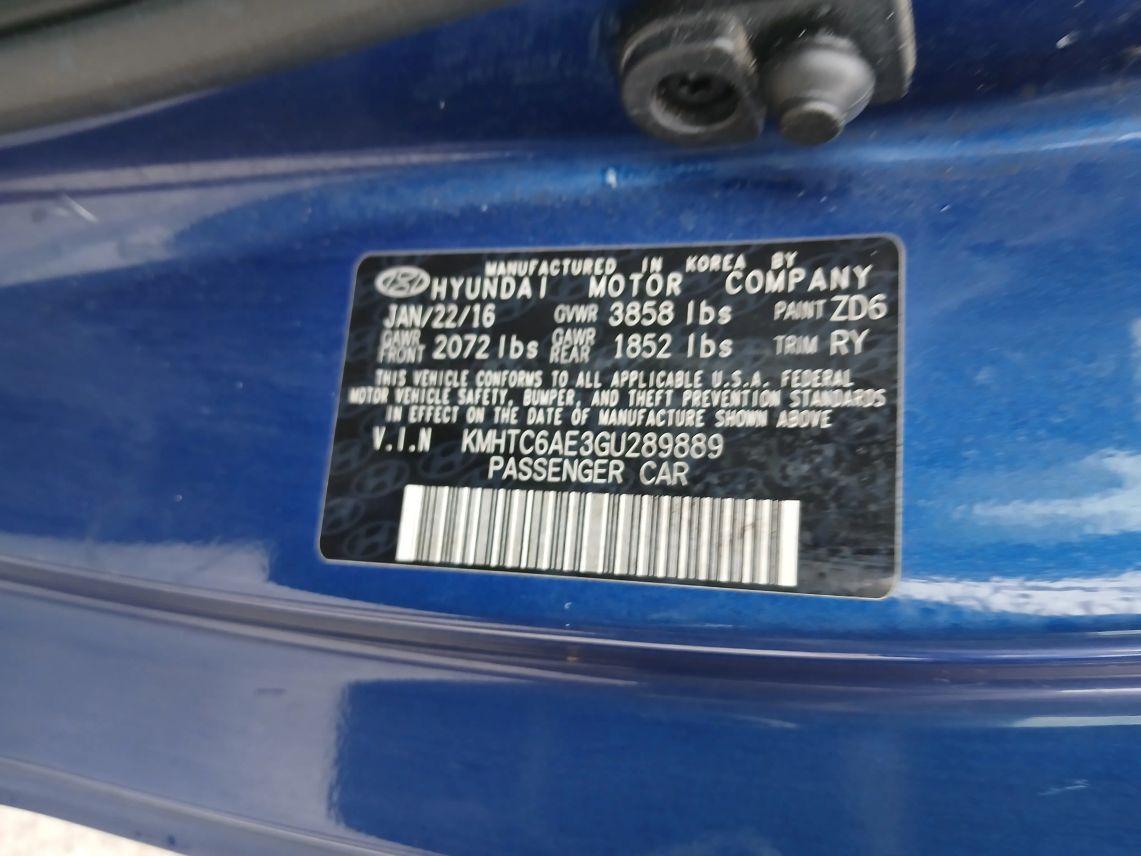 MANUFACTURED IN KOREA BY
HYUNDAI MOTOR COMPANY
JAN/22/16 GVWR 3858 lbs PAINT ZD6
GAWR FRONT 2072 lbs GAWR REAR 1852 lbs TRIM RY
THIS VEHICLE CONFORMS TO ALL APPLICABLE U.S.A. FEDERAL
MOTOR VEHICLE SAFETY, BUMPER, AND THEFT PREVENTION STANDARDS
IN EFFECT ON THE DATE OF MANUFACTURE SHOWN ABOVE
V.I.N KMHTC6AE3GU289889
PASSENGER CAR